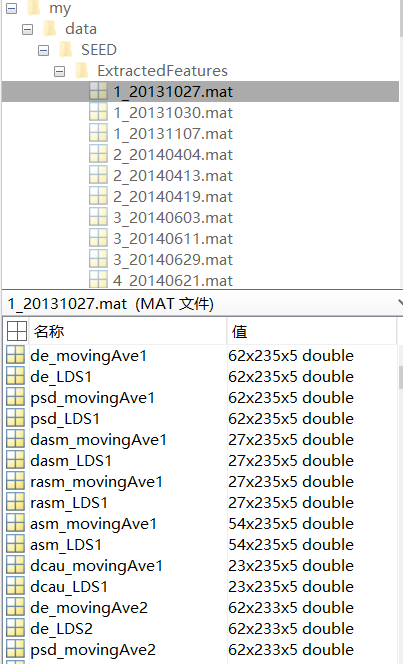 my
data
SEED
ExtractedFeatures
1_20131027.mat
1_20131030.mat
1_20131107.mat
2_20140404.mat
2_20140413.mat
2_20140419.mat
3_20140603.mat
3_20140611.mat
3_20140629.mat
4_20140621.mat
1_20131027.mat (MAT 文件)
名称 值
de_movingAve1 62x235x5 double
de_LDS1 62x235x5 double
psd_movingAve1 62x235x5 double
psd_LDS1 62x235x5 double
dasm_movingAve1 27x235x5 double
dasm_LDS1 27x235x5 double
rasm_movingAve1 27x235x5 double
rasm_LDS1 27x235x5 double
asm_movingAve1 54x235x5 double
asm_LDS1 54x235x5 double
dcau_movingAve1 23x235x5 double
dcau_LDS1 23x235x5 double
de_movingAve2 62x233x5 double
de_LDS2 62x233x5 double
psd_movingAve2 62x233x5 double